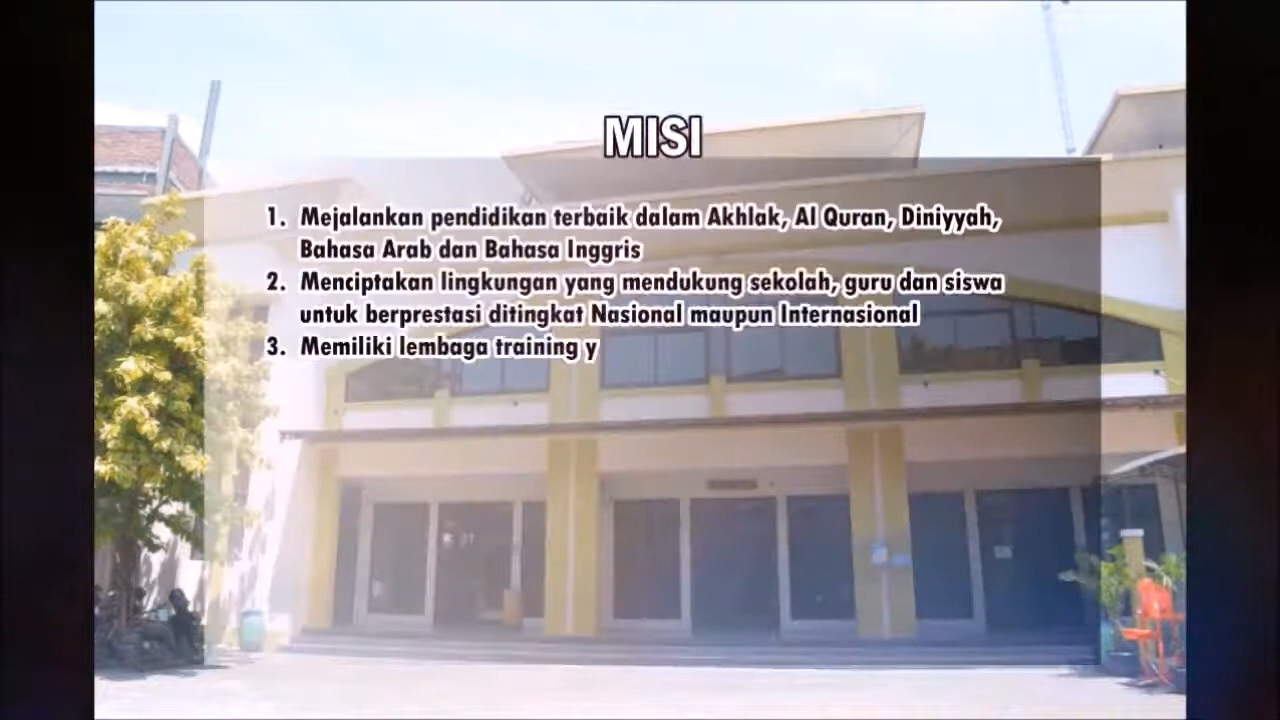 MISI
1. Mejalankan pendidikan terbaik dalam Akhlak, Al Quran, Diniyyah,
Bahasa Arab dan Bahasa Inggris
2. Menciptakan lingkungan yang mendukung sekolah, guru dan siswa
untuk berprestasi ditingkat Nasional maupun Internasional
3. Memiliki lembaga training y